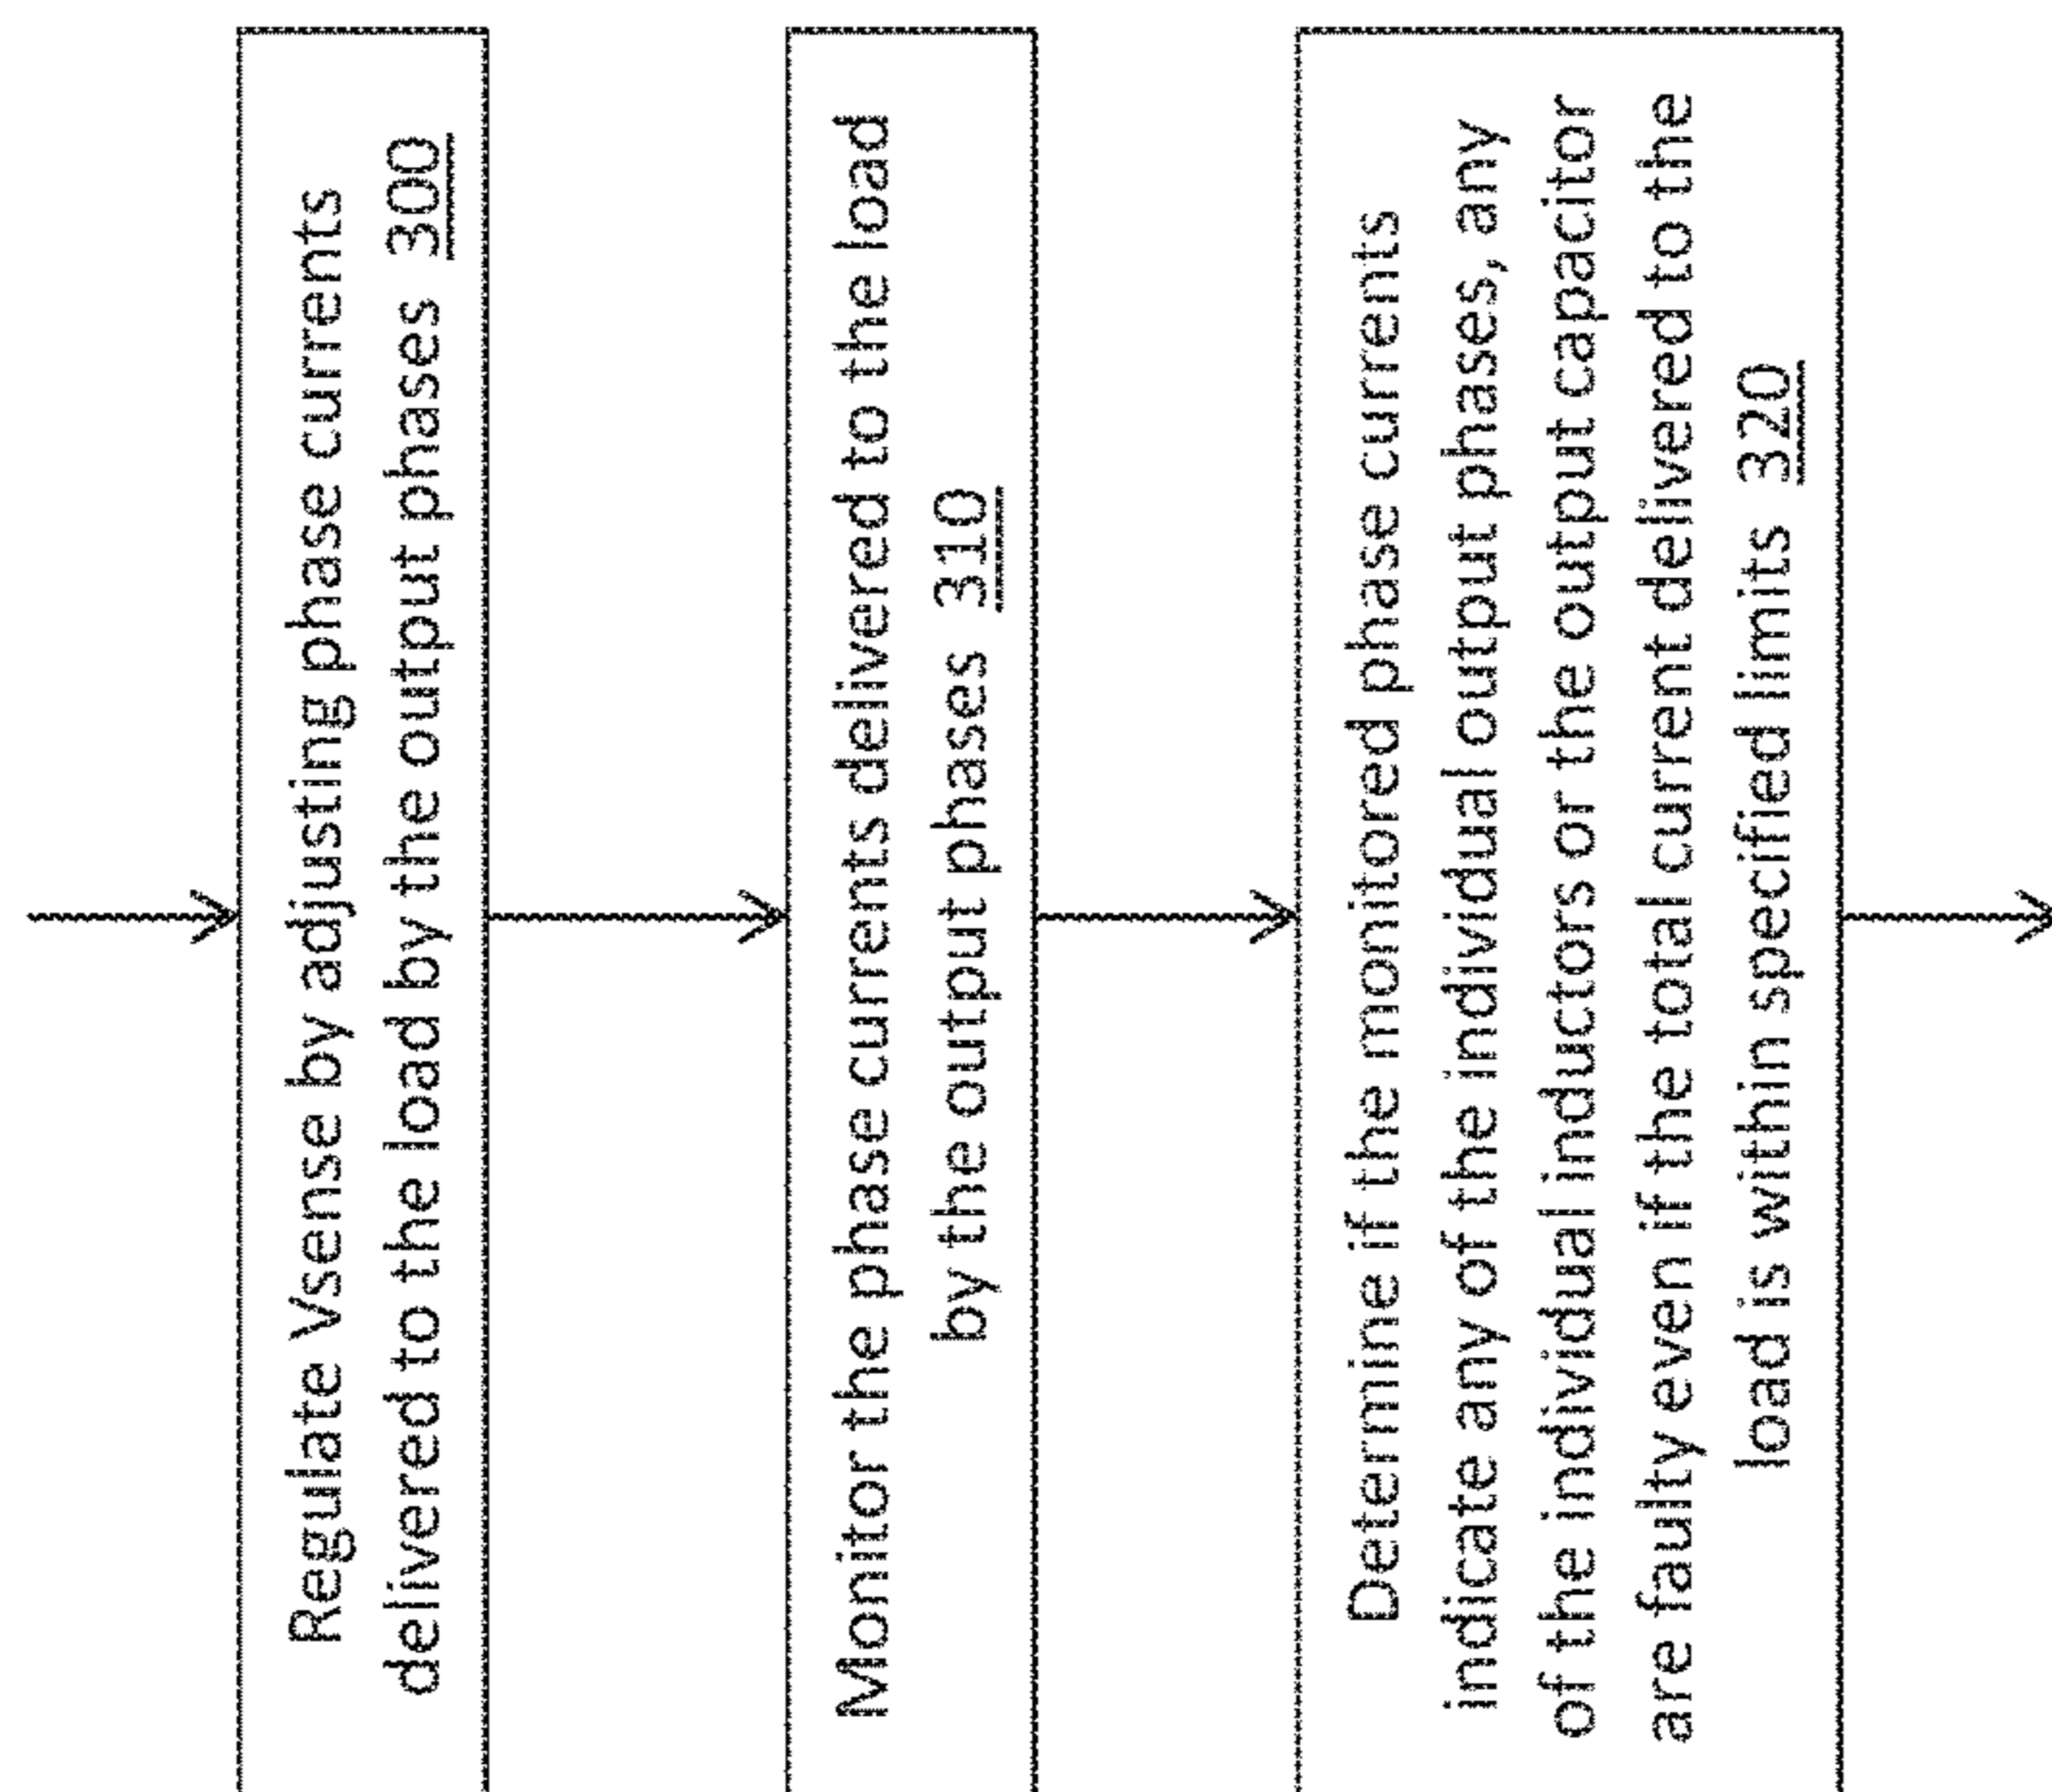 Regulate Vsense by adjusting phase currents
delivered to the load by the output phases 300
Monitor the phase currents delivered to the load
by the output phases 310
Determine if the monitored phase currents
indicate any of the individual output phases, any
of the individual inductors or the output capacitor
are faulty even if the total current delivered to the
load is within specified limits 320